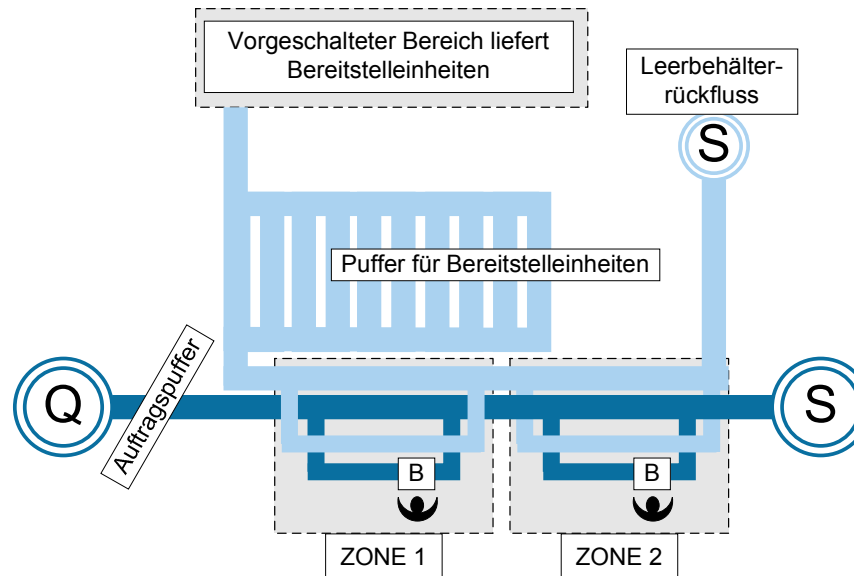 Vorgeschalteter Bereich liefert
Bereitstelleinheiten
Leerbehälter-
rückfluss
S
Puffer für Bereitstelleinheiten
Auftragspuffer
Q
S
B
B
ZONE 1
ZONE 2